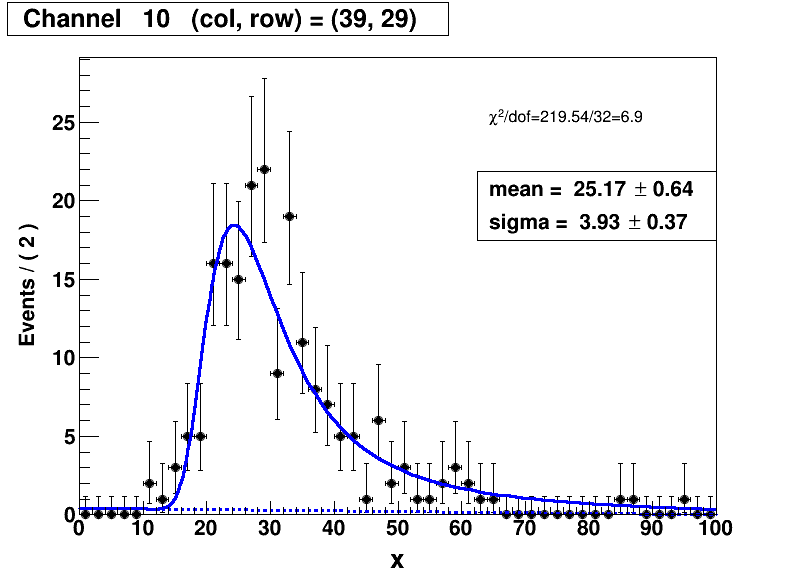 Channel 10 (col, row) = (39, 29)
χ²/dof=219.54/32=6.9
mean = 25.17 ± 0.64
sigma = 3.93 ± 0.37
Events / ( 2 )
25
20
15
10
5
0
0 10 20 30 40 50 60 70 80 90 100
x